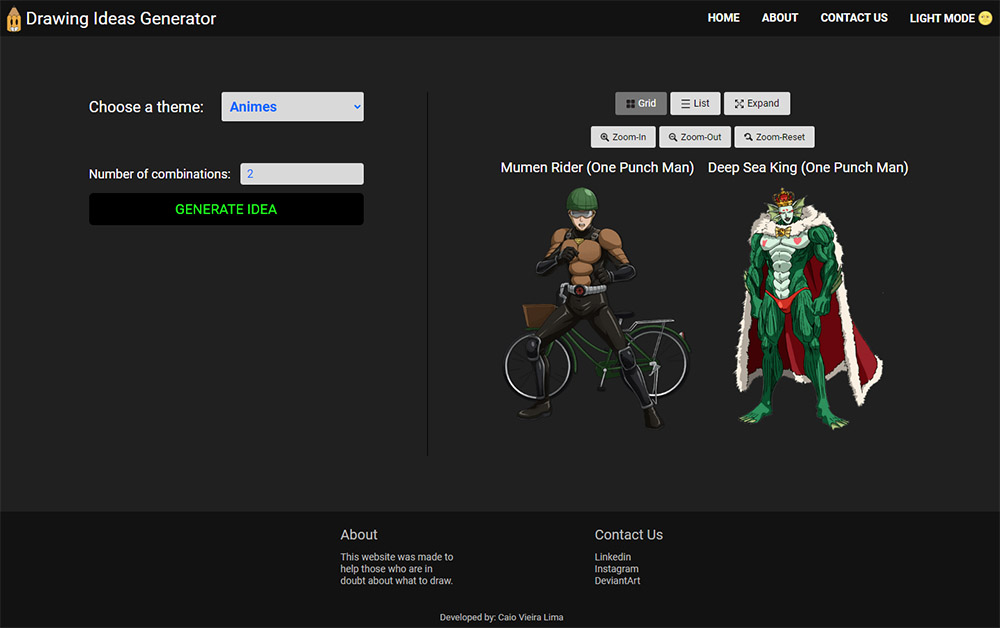 Drawing Ideas Generator
HOME ABOUT CONTACT US LIGHT MODE
Choose a theme: Animes
Number of combinations: 2
GENERATE IDEA
Grid List Expand
Zoom-In Zoom-Out Zoom-Reset
Mumen Rider (One Punch Man) Deep Sea King (One Punch Man)
About
This website was made to
help those who are in
doubt about what to draw.
Contact Us
Linkedin
Instagram
DeviantArt
Developed by: Caio Vieira Lima